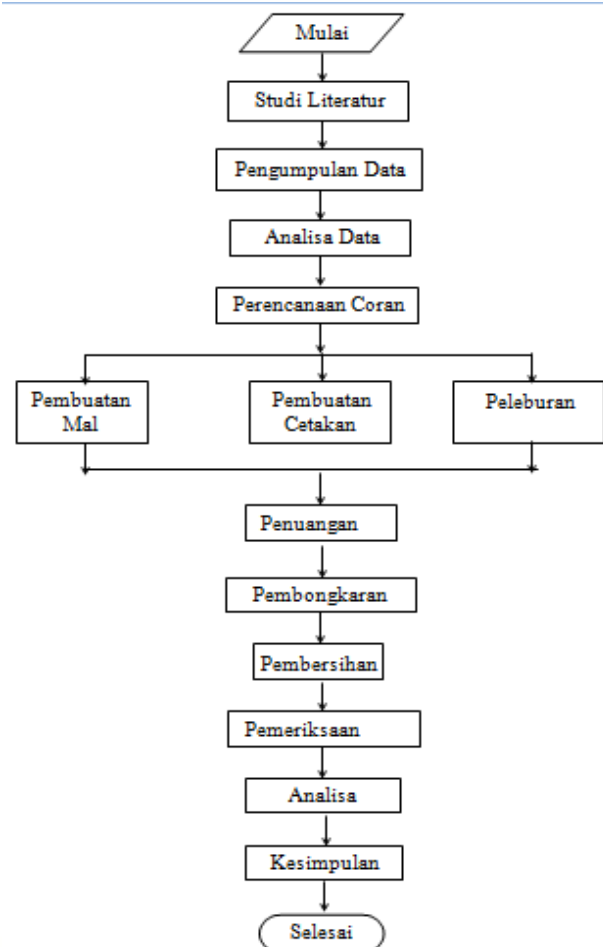 Mulai
Studi Literatur
Pengumpulan Data
Analisa Data
Perencanaan Coran
Pembuatan
Mal
Pembuatan
Cetakan
Peleburan
Penuangan
Pembongkaran
Pembersihan
Pemeriksaan
Analisa
Kesimpulan
Selesai